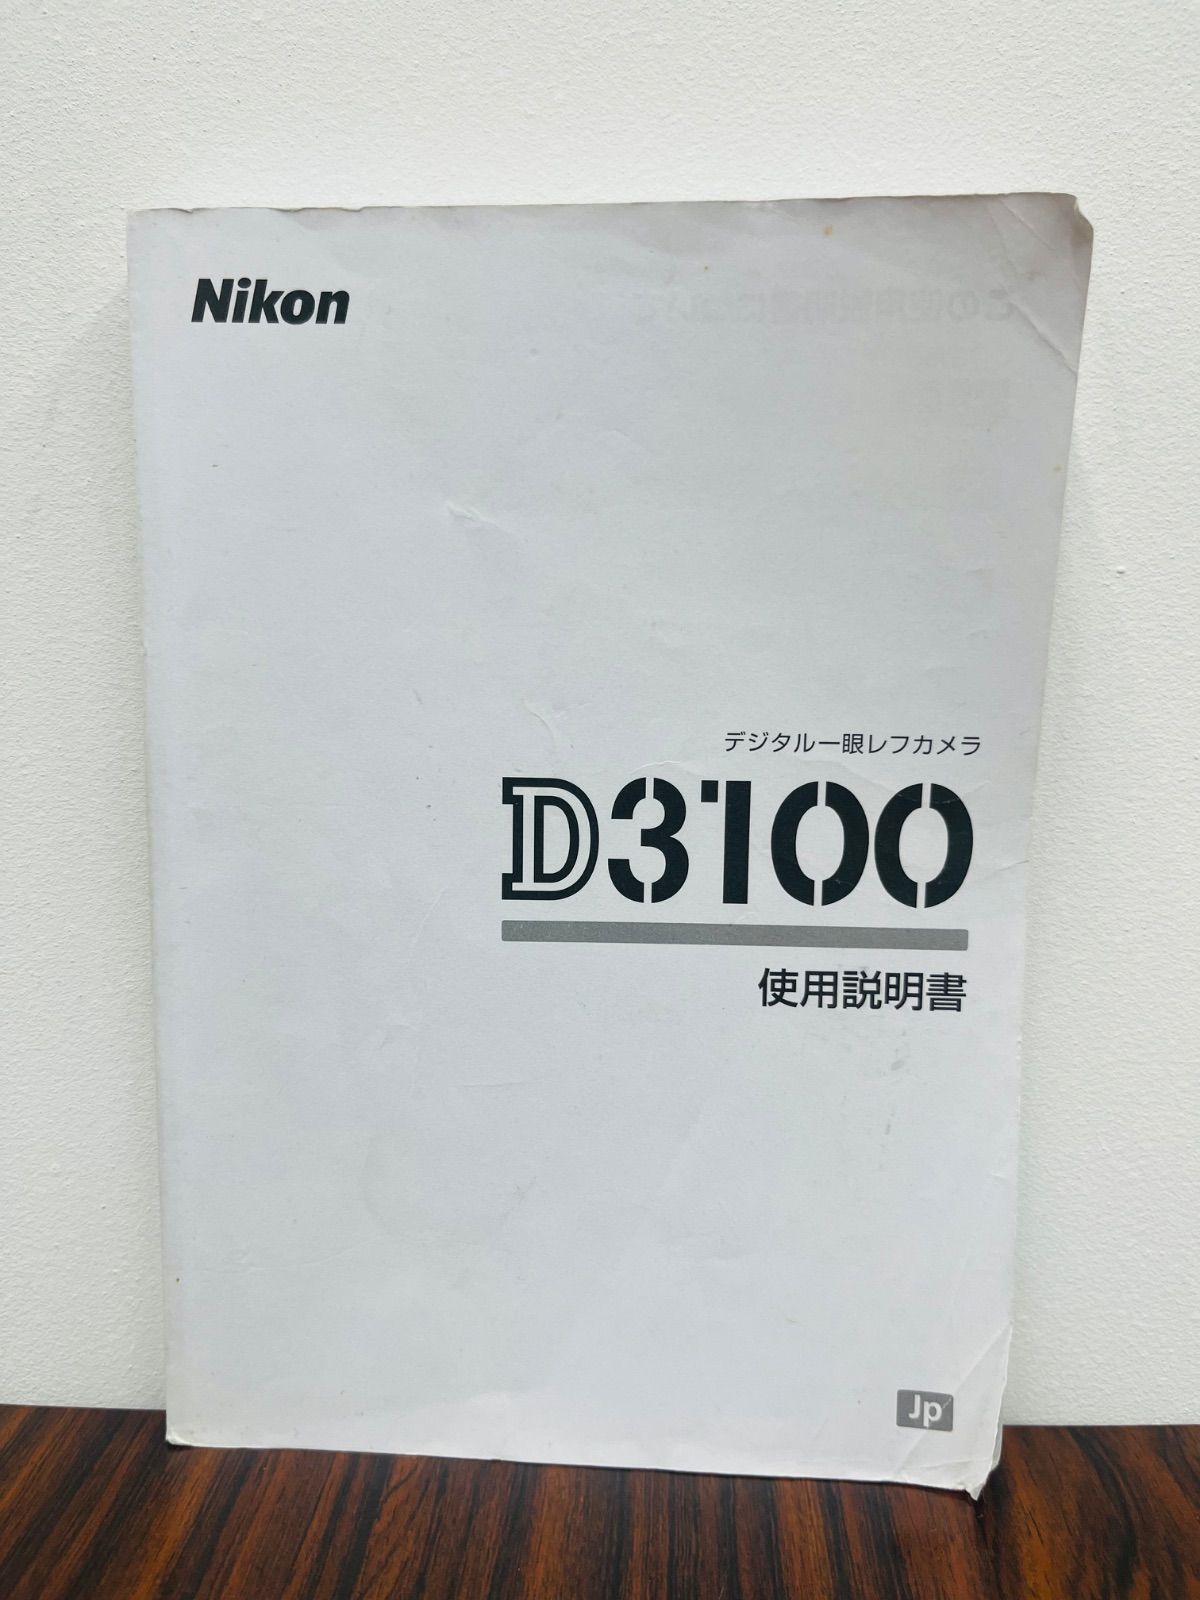 Nikon
デジタル一眼レフカメラ
D3100
使用説明書
Jp